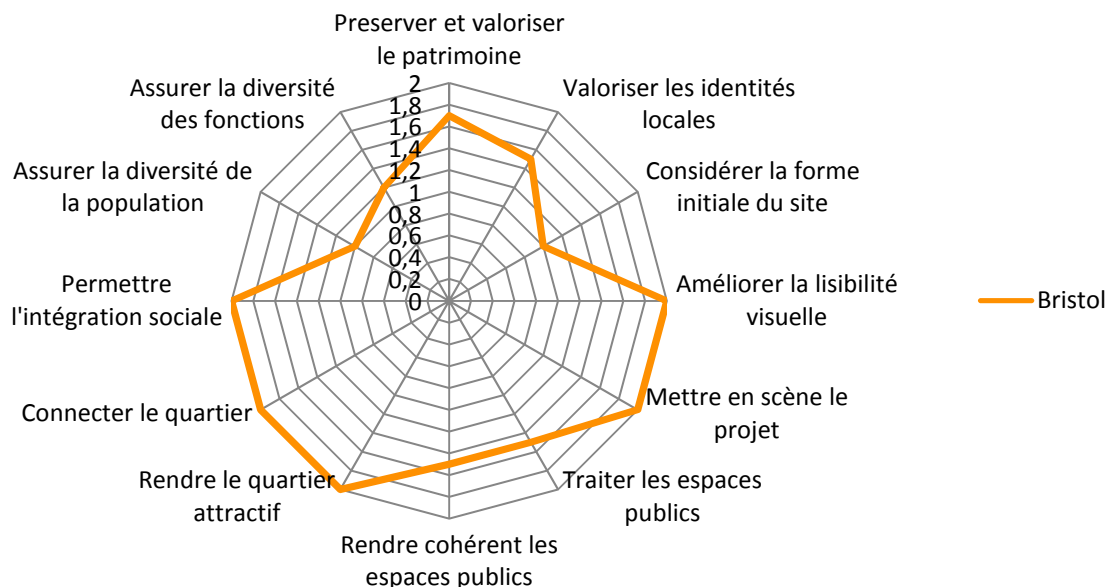 Preserver et valoriser
le patrimoine
Valoriser les identités
locales
Considérer la forme
initiale du site
Améliorer la lisibilité
visuelle
Mettre en scène le
projet
Traiter les espaces
publics
Rendre cohérent les
espaces publics
Rendre le quartier
attractif
Connecter le quartier
Permettre
l'intégration sociale
Assurer la diversité de
la population
Assurer la diversité
des fonctions
2
1,8
1,6
1,4
1,2
1
0,8
0,6
0,4
0,2
0
Bristol